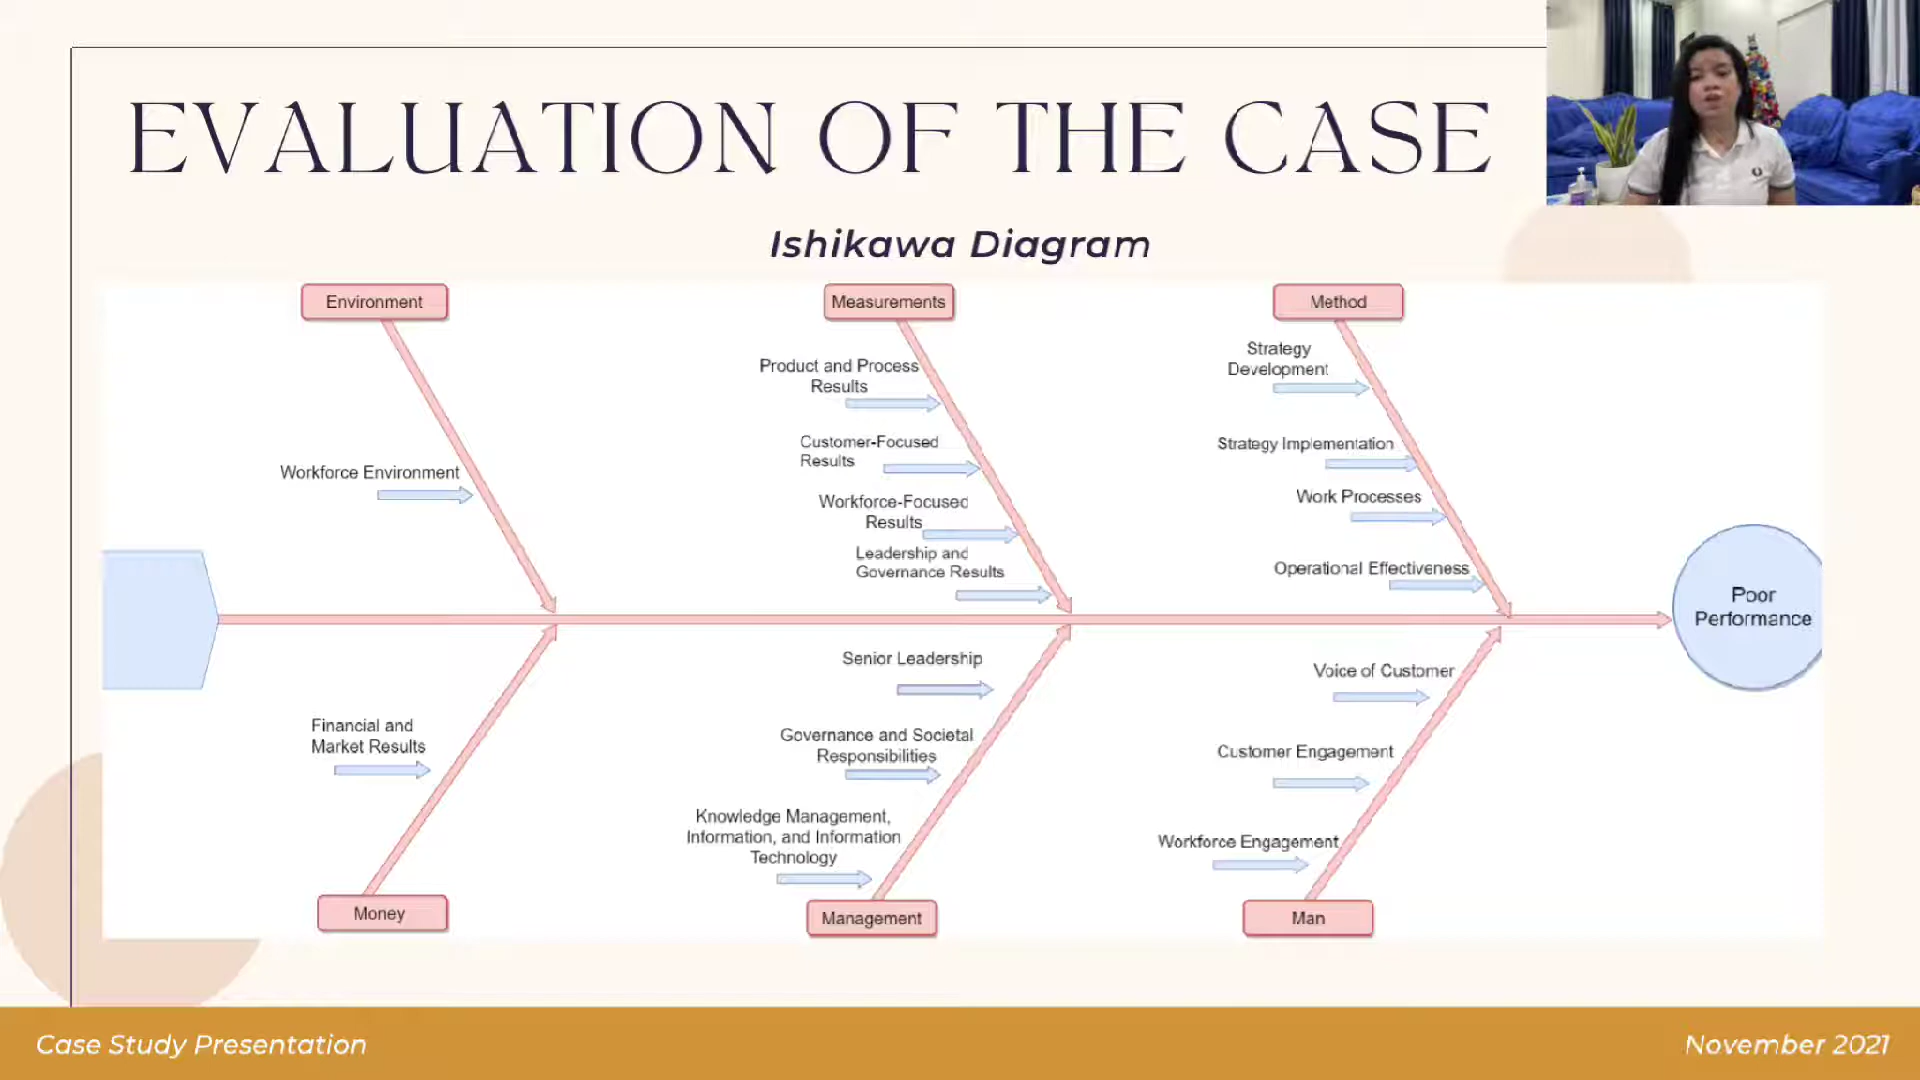 EVALUATION OF THE CASE
Ishikawa Diagram
Environment
Measurements
Method
Workforce Environment
Product and Process
Results
Customer-Focused
Results
Workforce-Focused
Results
Leadership and
Governance Results
Strategy
Development
Strategy Implementation
Work Processes
Operational Effectiveness
Poor
Performance
Financial and
Market Results
Senior Leadership
Governance and Societal
Responsibilities
Knowledge Management,
Information, and Information
Technology
Voice of Customer
Customer Engagement
Workforce Engagement
Money
Management
Man
Case Study Presentation
November 2021